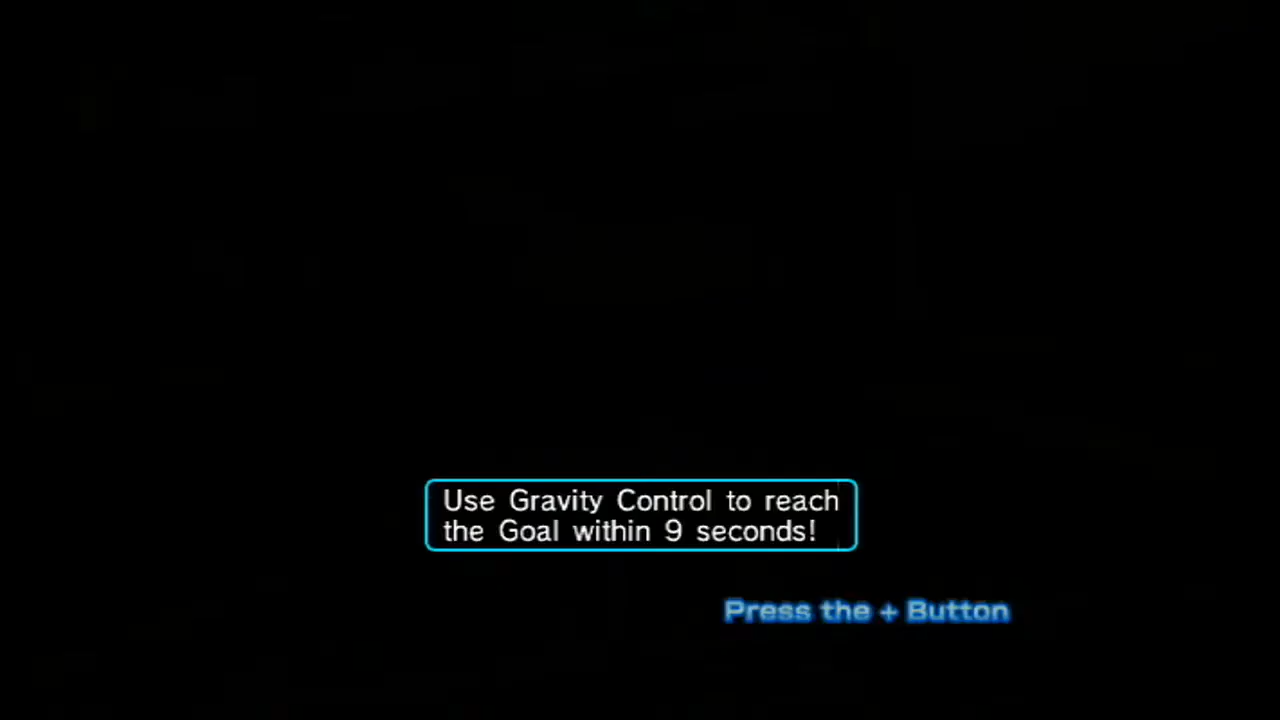 Use Gravity Control to reach
the Goal within 9 seconds!
Press the + Button